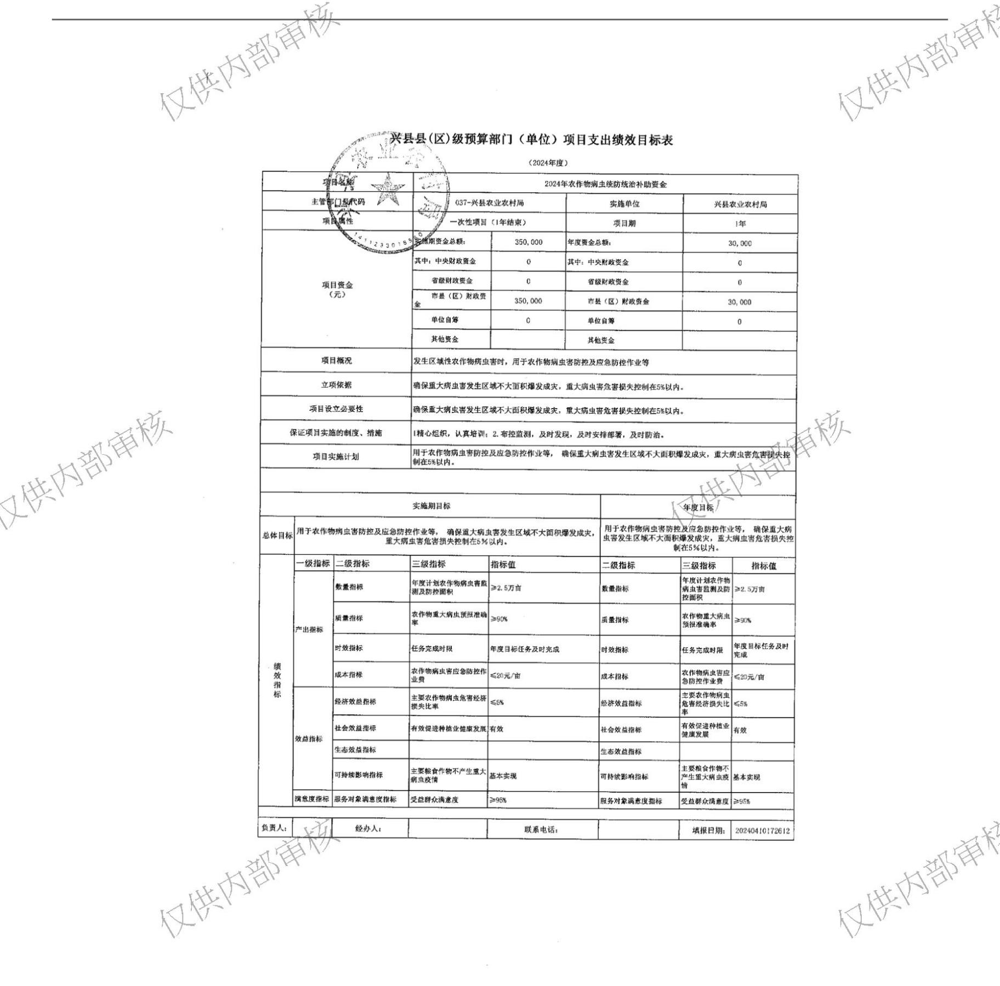 仅供内部审核
仅供内部审核
兴县县(区)级预算部门（单位）项目支出绩效目标表
（2024年度）
项目名称 2024年农作物病虫统防统治补助资金
主管部门及代码 037-兴县农业农村局 实施单位 兴县农业农村局
项目属性 一次性项目（1年结束） 项目期 1年
项目资金
（元）
实施期资金总额： 350,000 年度资金总额： 30,000
其中：中央财政资金 0 其中：中央财政资金 0
省级财政资金 0 省级财政资金 0
市县（区）财政资
金 350,000 市县（区）财政资金 30,000
单位自筹 0 单位自筹 0
其他资金 其他资金
项目概况 发生区域性农作物病虫害时，用于农作物病虫害防控及应急防控作业等
立项依据 确保重大病虫害发生区域不大面积爆发成灾，重大病虫害危害损失控制在5%以内。
项目设立必要性 确保重大病虫害发生区域不大面积爆发成灾，重大病虫害危害损失控制在5%以内。
保证项目实施的制度、措施 1精心组织，认真培训；2.布控监测，及时发现，及时安排部署，及时防治。
项目实施计划 用于农作物病虫害防控及应急防控作业等， 确保重大病虫害发生区域不大面积爆发成灾，重大病虫害危害损失控
制在5%以内。
仅供内部审核
仅供内部审核
实施期目标 年度目标
总体目标
用于农作物病虫害防控及应急防控作业等， 确保重大病虫害发生区域不大面积爆发成灾，
重大病虫害危害损失控制在5%以内。
用于农作物病虫害防控及应急防控作业等， 确保重大病
虫害发生区域不大面积爆发成灾，重大病虫害危害损失控
制在5%以内。
绩效指标
一级指标 二级指标 三级指标 指标值 二级指标 三级指标 指标值
产出指标
数量指标 年度计划农作物病虫害监
测及防控面积 ≥2.5万亩 数量指标 年度计划农作物
病虫害监测及防
控面积 ≥2.5万亩
质量指标 农作物重大病虫预报准确
率 ≥90% 质量指标 农作物重大病虫
预报准确率 ≥90%
时效指标 任务完成时限 年度目标任务及时完成 时效指标 任务完成时限 年度目标任务及时
完成
成本指标 农作物病虫害应急防控作
业费 ≤20元/亩 成本指标 农作物病虫害应
急防控作业费 ≤20元/亩
效益指标
经济效益指标 主要农作物病虫危害经济
损失比率 ≤5% 经济效益指标 主要农作物病虫
危害经济损失比
率 ≤5%
社会效益指标 有效促进种植业健康发展 有效 社会效益指标 有效促进种植业
健康发展 有效
生态效益指标 生态效益指标
可持续影响指标 主要粮食作物不产生重大
病虫疫情 基本实现 可持续影响指标 主要粮食作物不
产生重大病虫疫
情 基本实现
满意度指标 服务对象满意度指标 受益群众满意度 ≥95% 服务对象满意度指标 受益群众满意度 ≥95%
负责人： 经办人： 联系电话： 填报日期： 20240410172612
仅供内部审核
仅供内部审核